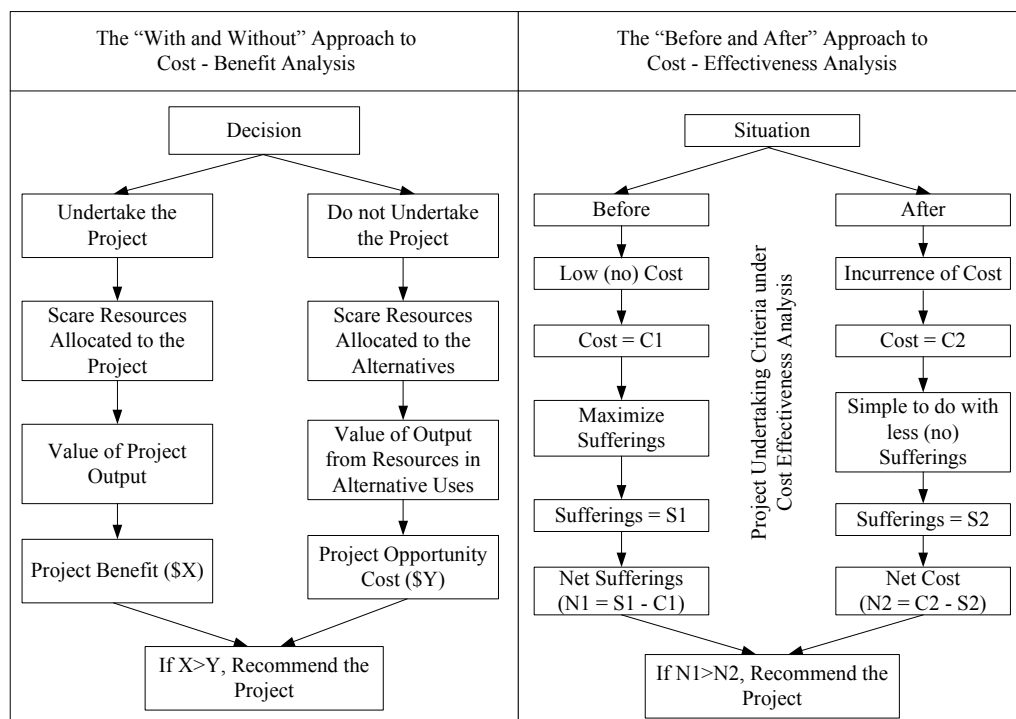 The “With and Without” Approach to
Cost - Benefit Analysis
Decision
Undertake the
Project
Do not Undertake
the Project
Scare Resources
Allocated to the
Project
Scare Resources
Allocated to the
Alternatives
Value of Project
Output
Value of Output
from Resources in
Alternative Uses
Project Benefit ($X)
Project Opportunity
Cost ($Y)
If X>Y, Recommend the
Project
The “Before and After” Approach to
Cost - Effectiveness Analysis
Situation
Before
After
Low (no) Cost
Incurrence of Cost
Cost = C1
Cost = C2
Maximize
Sufferings
Simple to do with
less (no)
Sufferings
Sufferings = S1
Sufferings = S2
Net Sufferings
(N1 = S1 - C1)
Net Cost
(N2 = C2 - S2)
Project Undertaking Criteria under
Cost Effectiveness Analysis
If N1>N2, Recommend the
Project